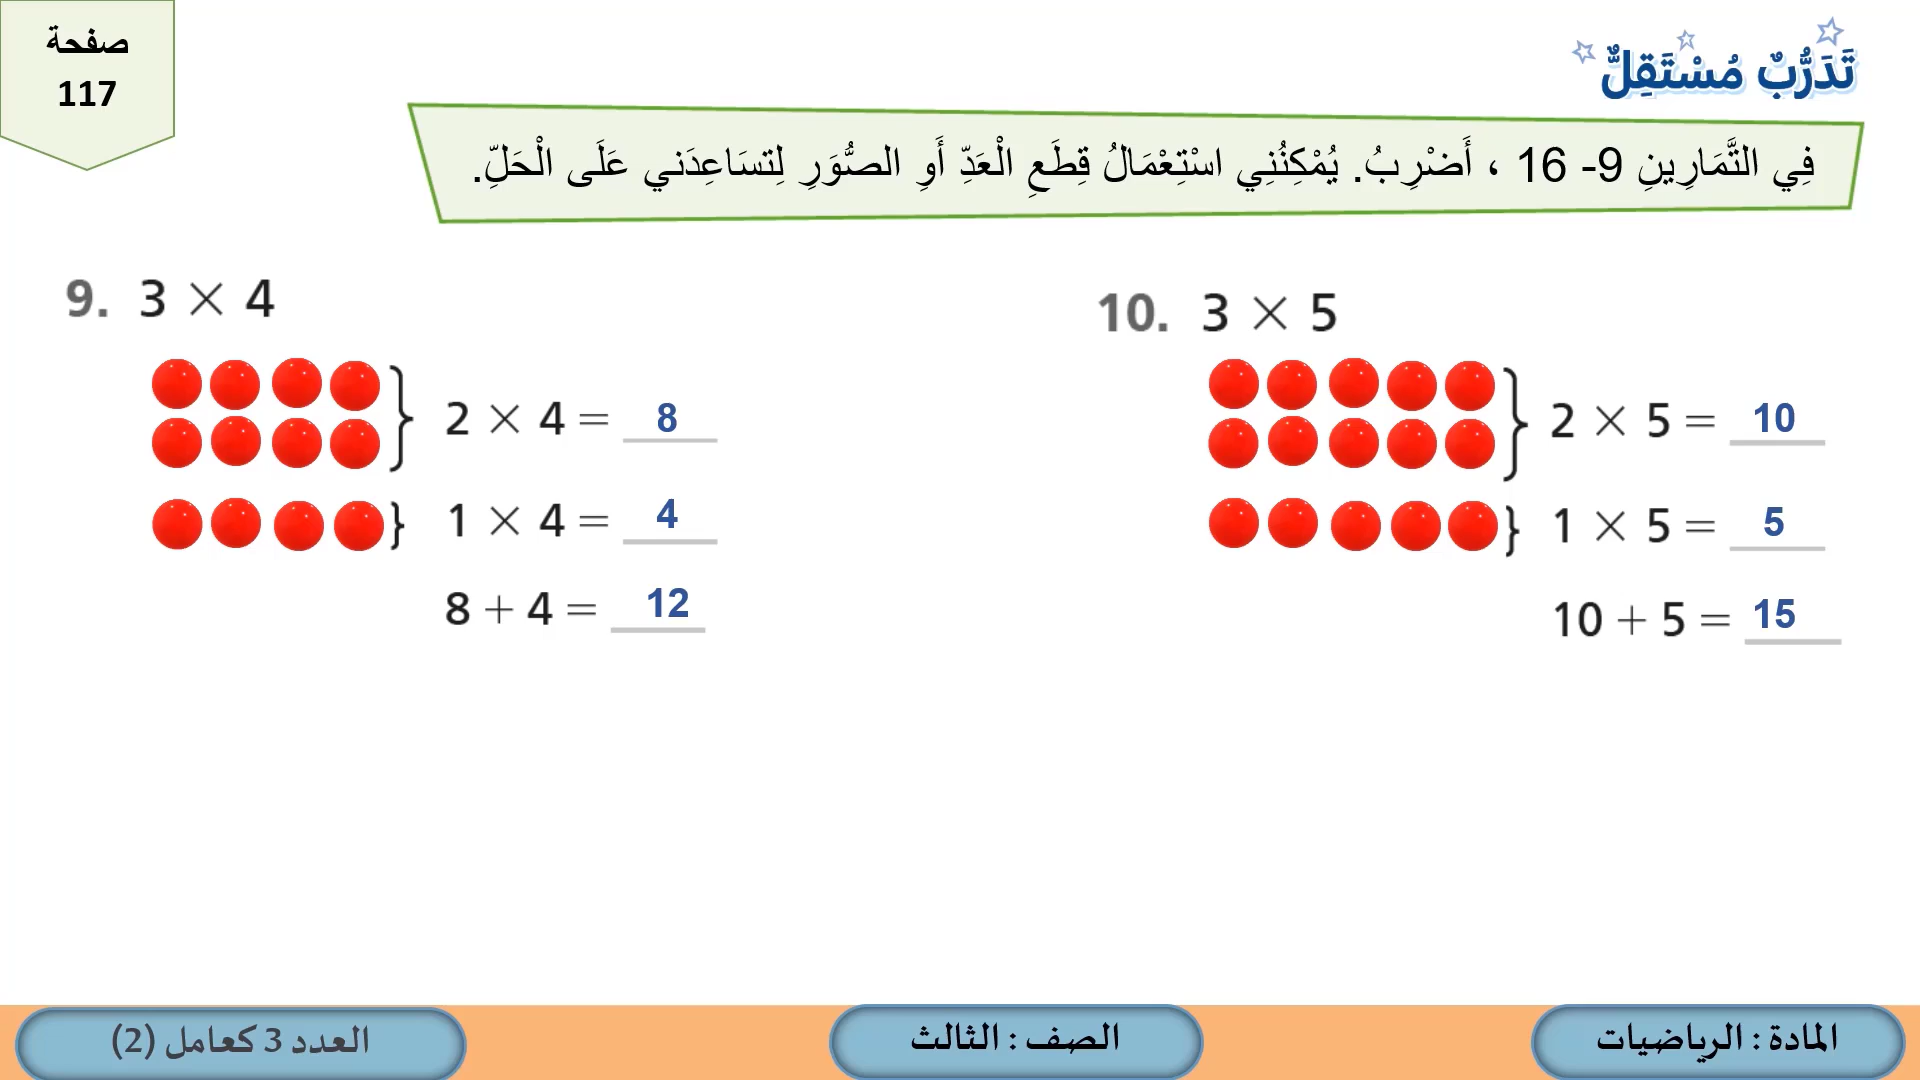 صفحة
117
تَدَرُّبٌ مُسْتَقِلٌّ
فِي التَّمَارِينِ 9- 16 ، أَضْرِبُ. يُمْكِنُنِي اسْتِعْمَالُ قِطَعِ الْعَدِّ أَوِ الصُّوَرِ لِتسَاعِدَني عَلَى الْحَلِّ.
9. 3 × 4
2 × 4 = 8
1 × 4 = 4
8 + 4 = 12
10. 3 × 5
2 × 5 = 10
1 × 5 = 5
10 + 5 = 15
المادة : الرياضيات
الصف : الثالث
العدد 3 كعامل (2)